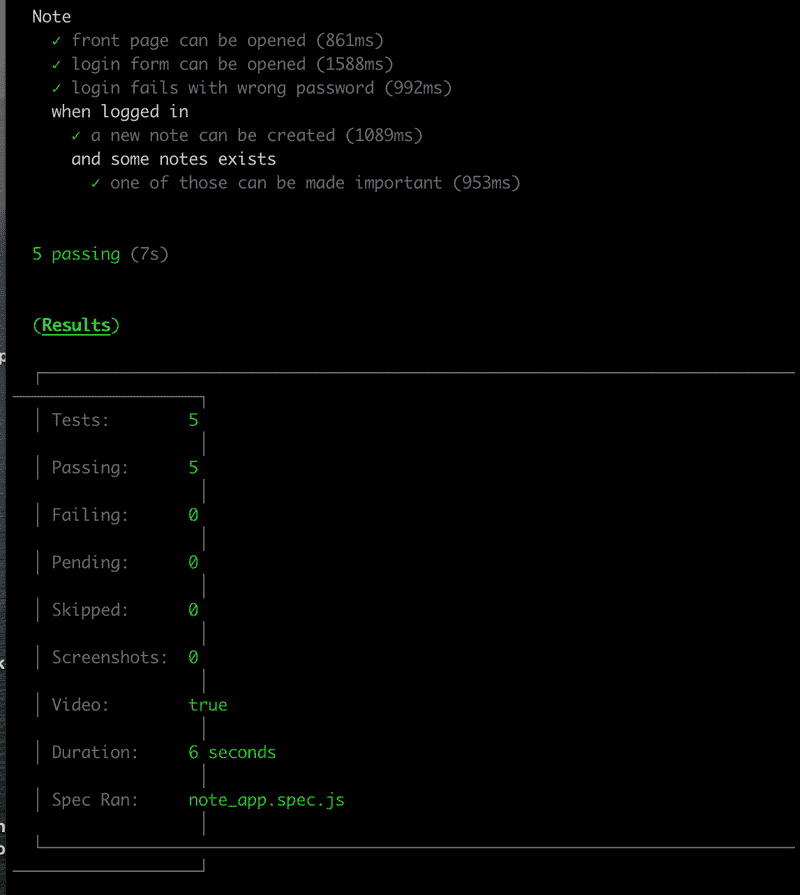 Note
✓ front page can be opened (861ms)
✓ login form can be opened (1588ms)
✓ login fails with wrong password (992ms)
when logged in
✓ a new note can be created (1089ms)
and some notes exists
✓ one of those can be made important (953ms)
5 passing (7s)
(Results)
Tests: 5
Passing: 5
Failing: 0
Pending: 0
Skipped: 0
Screenshots: 0
Video: true
Duration: 6 seconds
Spec Ran: note_app.spec.js